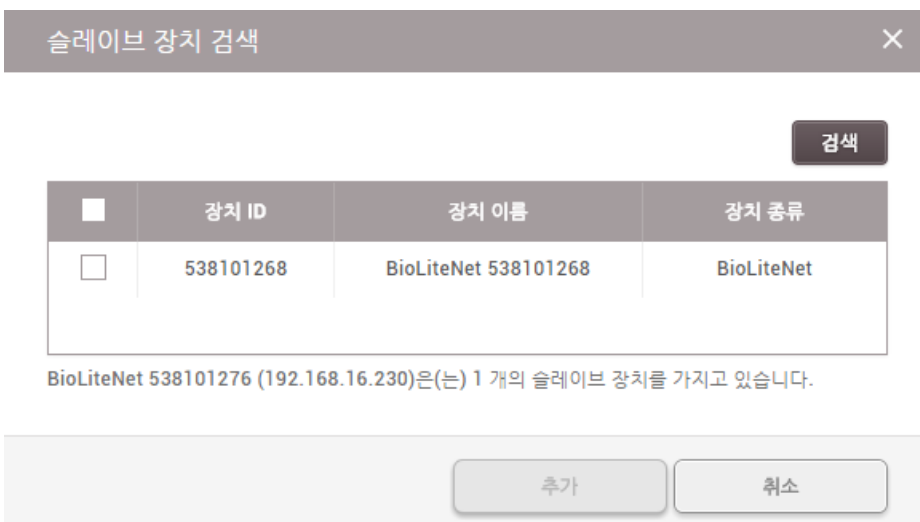 슬레이브 장치 검색
검색
장치 ID 장치 이름 장치 종류
538101268 BioLiteNet 538101268 BioLiteNet
BioLiteNet 538101276 (192.168.16.230)은(는) 1 개의 슬레이브 장치를 가지고 있습니다.
추가 취소